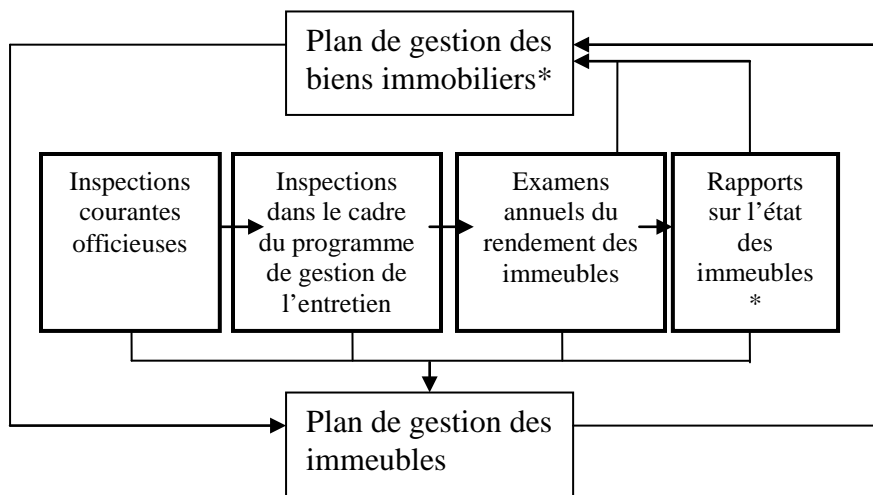 Plan de gestion des
biens immobiliers*
Inspections
courantes
officieuses
Inspections
dans le cadre
du programme
de gestion de
l’entretien
Examens
annuels du
rendement des
immeubles
Rapports
sur l’état
des
immeubles
*
Plan de gestion des
immeubles